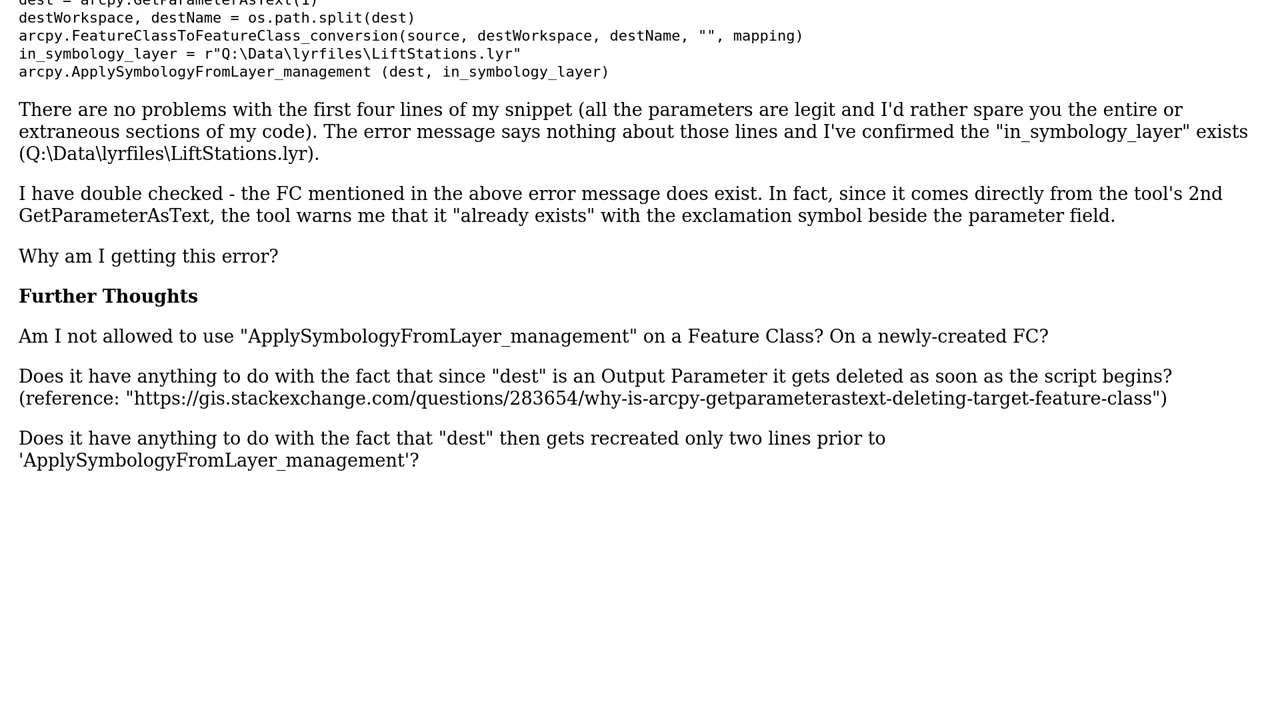 dest = arcpy.GetParameterAsText(1)
destWorkspace, destName = os.path.split(dest)
arcpy.FeatureClassToFeatureClass_conversion(source, destWorkspace, destName, "", mapping)
in_symbology_layer = r"Q:\Data\lyrfiles\LiftStations.lyr"
arcpy.ApplySymbologyFromLayer_management (dest, in_symbology_layer)
There are no problems with the first four lines of my snippet (all the parameters are legit and I'd rather spare you the entire or
extraneous sections of my code). The error message says nothing about those lines and I've confirmed the "in_symbology_layer" exists
(Q:\Data\lyrfiles\LiftStations.lyr).
I have double checked - the FC mentioned in the above error message does exist. In fact, since it comes directly from the tool's 2nd
GetParameterAsText, the tool warns me that it "already exists" with the exclamation symbol beside the parameter field.
Why am I getting this error?
Further Thoughts
Am I not allowed to use "ApplySymbologyFromLayer_management" on a Feature Class? On a newly-created FC?
Does it have anything to do with the fact that since "dest" is an Output Parameter it gets deleted as soon as the script begins?
(reference: "https://gis.stackexchange.com/questions/283654/why-is-arcpy-getparameterastext-deleting-target-feature-class")
Does it have anything to do with the fact that "dest" then gets recreated only two lines prior to
'ApplySymbologyFromLayer_management'?